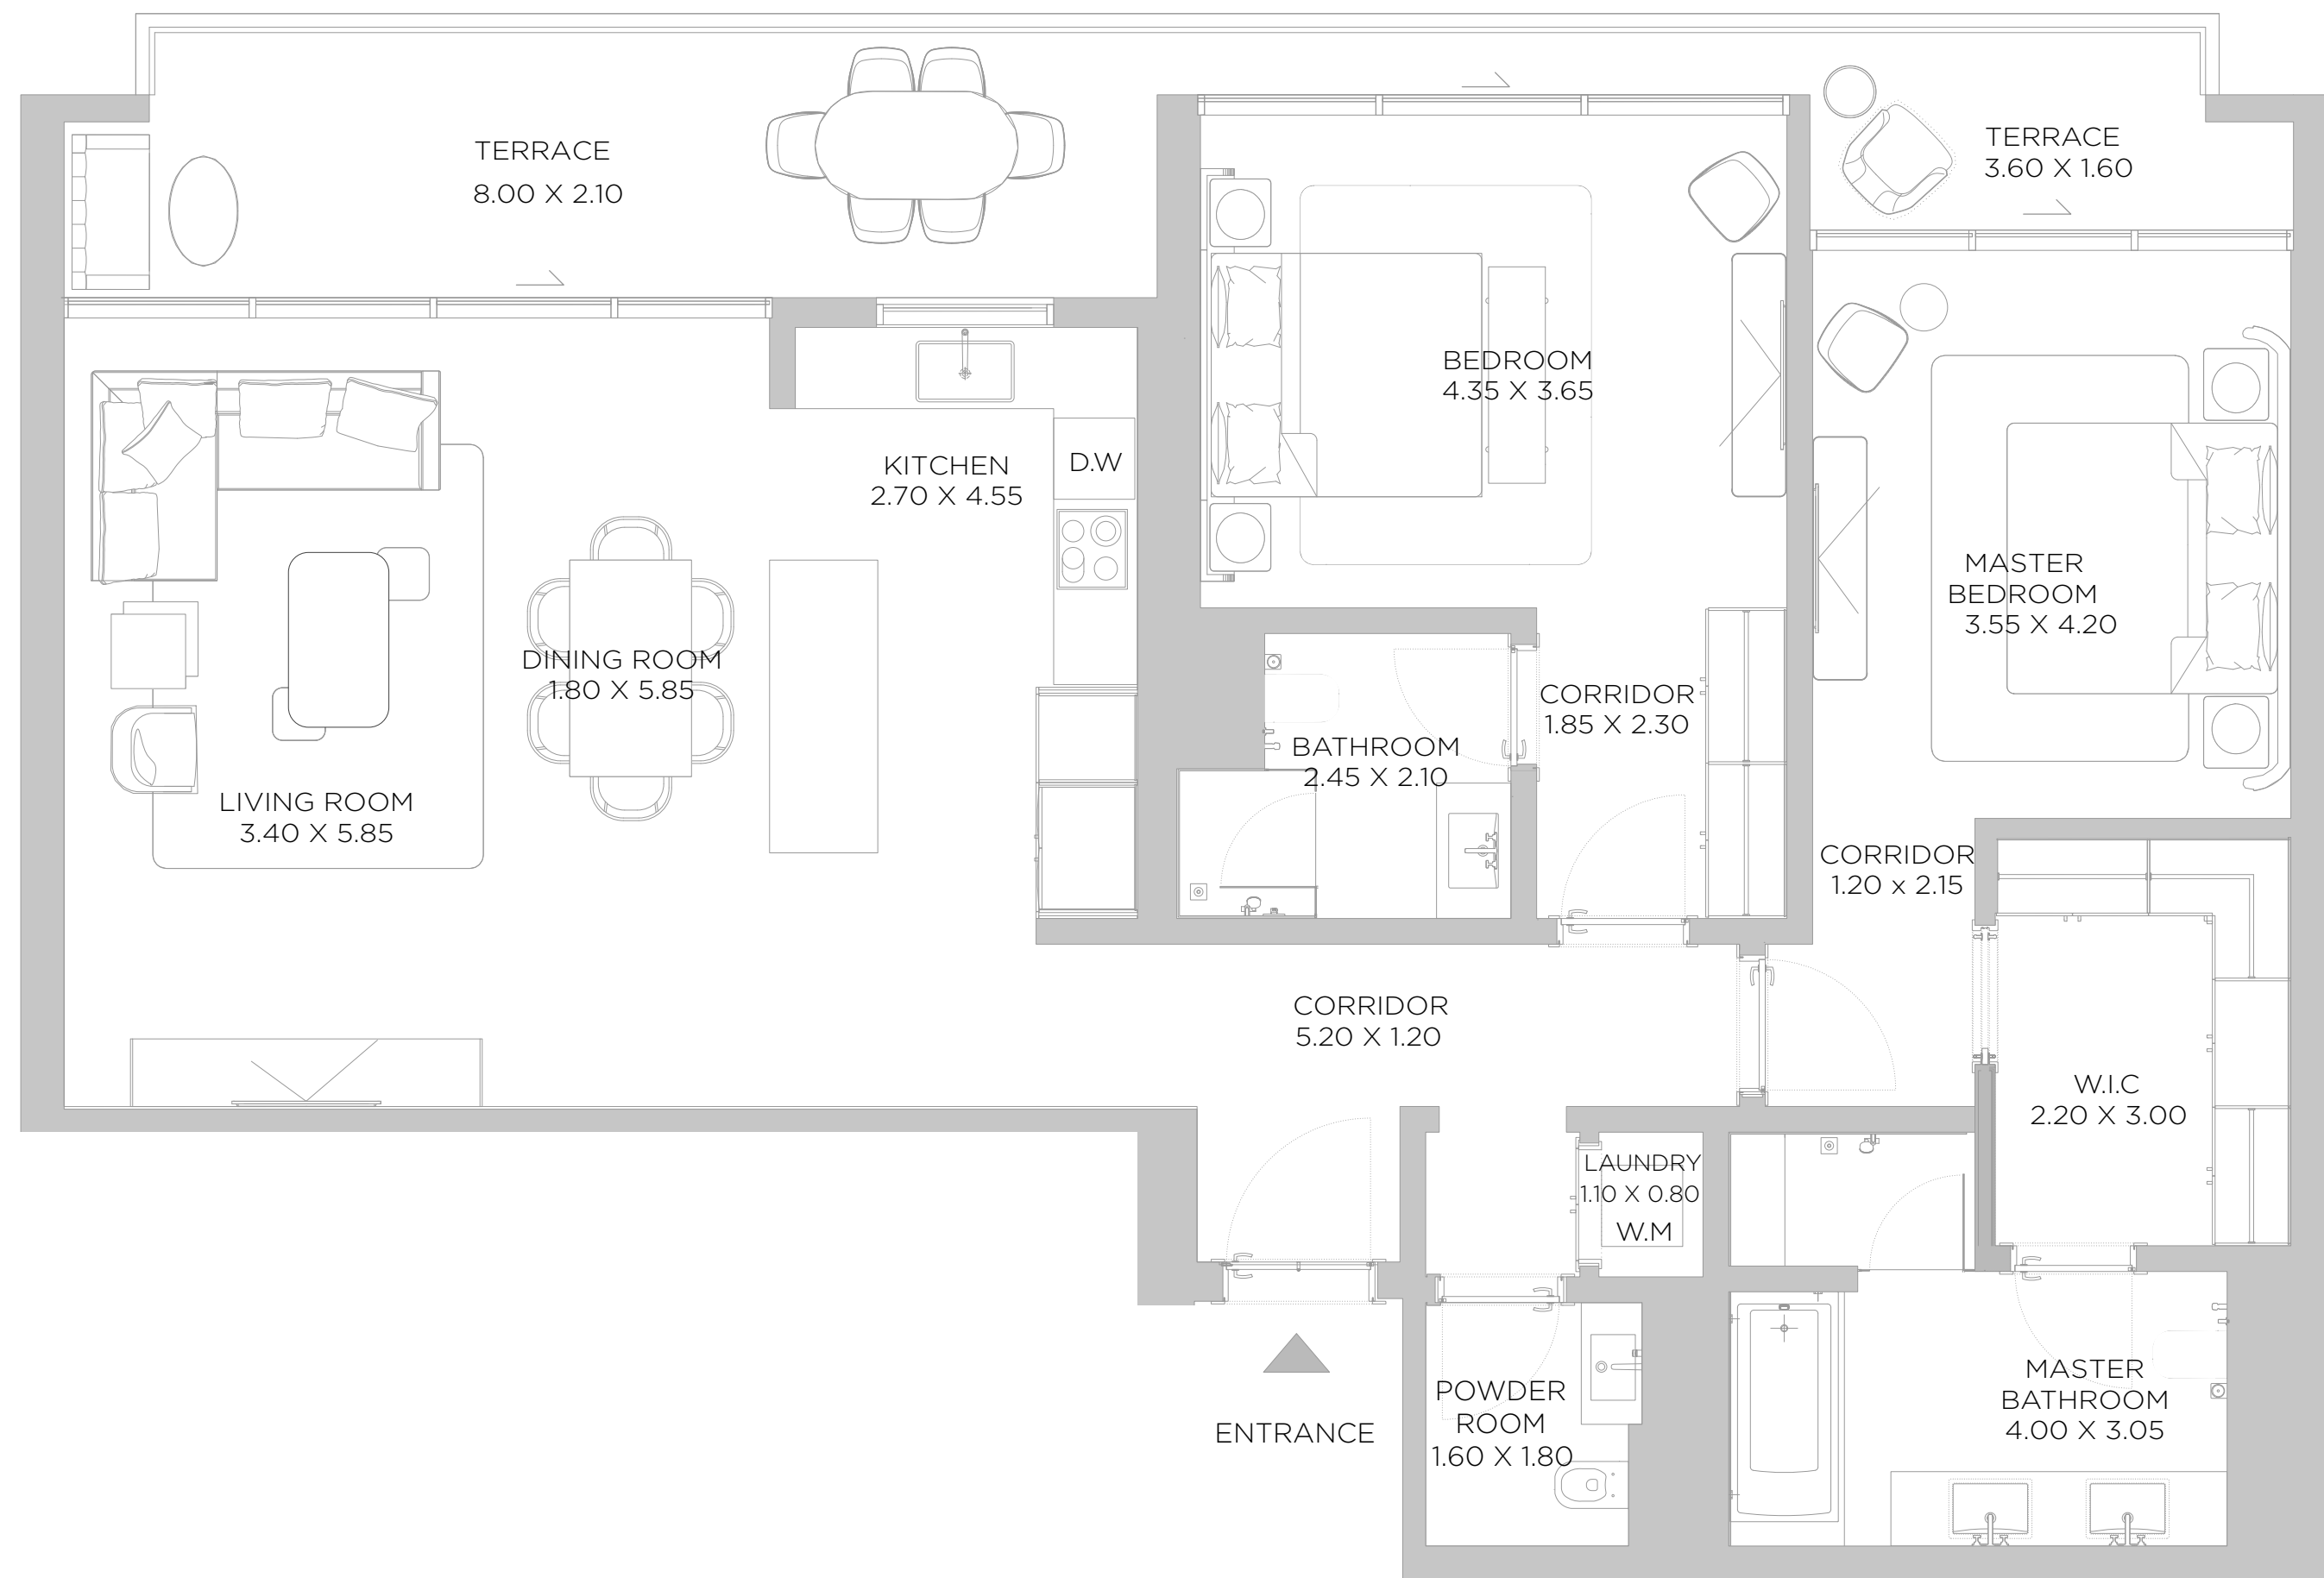 TERRACE
8.00 X 2.10
TERRACE
3.60 X 1.60
BEDROOM
4.35 X 3.65
KITCHEN
2.70 X 4.55
D.W
MASTER
BEDROOM
3.55 X 4.20
DINING ROOM
1.80 X 5.85
CORRIDOR
1.85 X 2.30
BATHROOM
2.45 X 2.10
LIVING ROOM
3.40 X 5.85
CORRIDOR
1.20 x 2.15
CORRIDOR
5.20 X 1.20
W.I.C
2.20 X 3.00
LAUNDRY
1.10 X 0.80
W.M
MASTER
BATHROOM
4.00 X 3.05
POWDER
ROOM
1.60 X 1.80
ENTRANCE